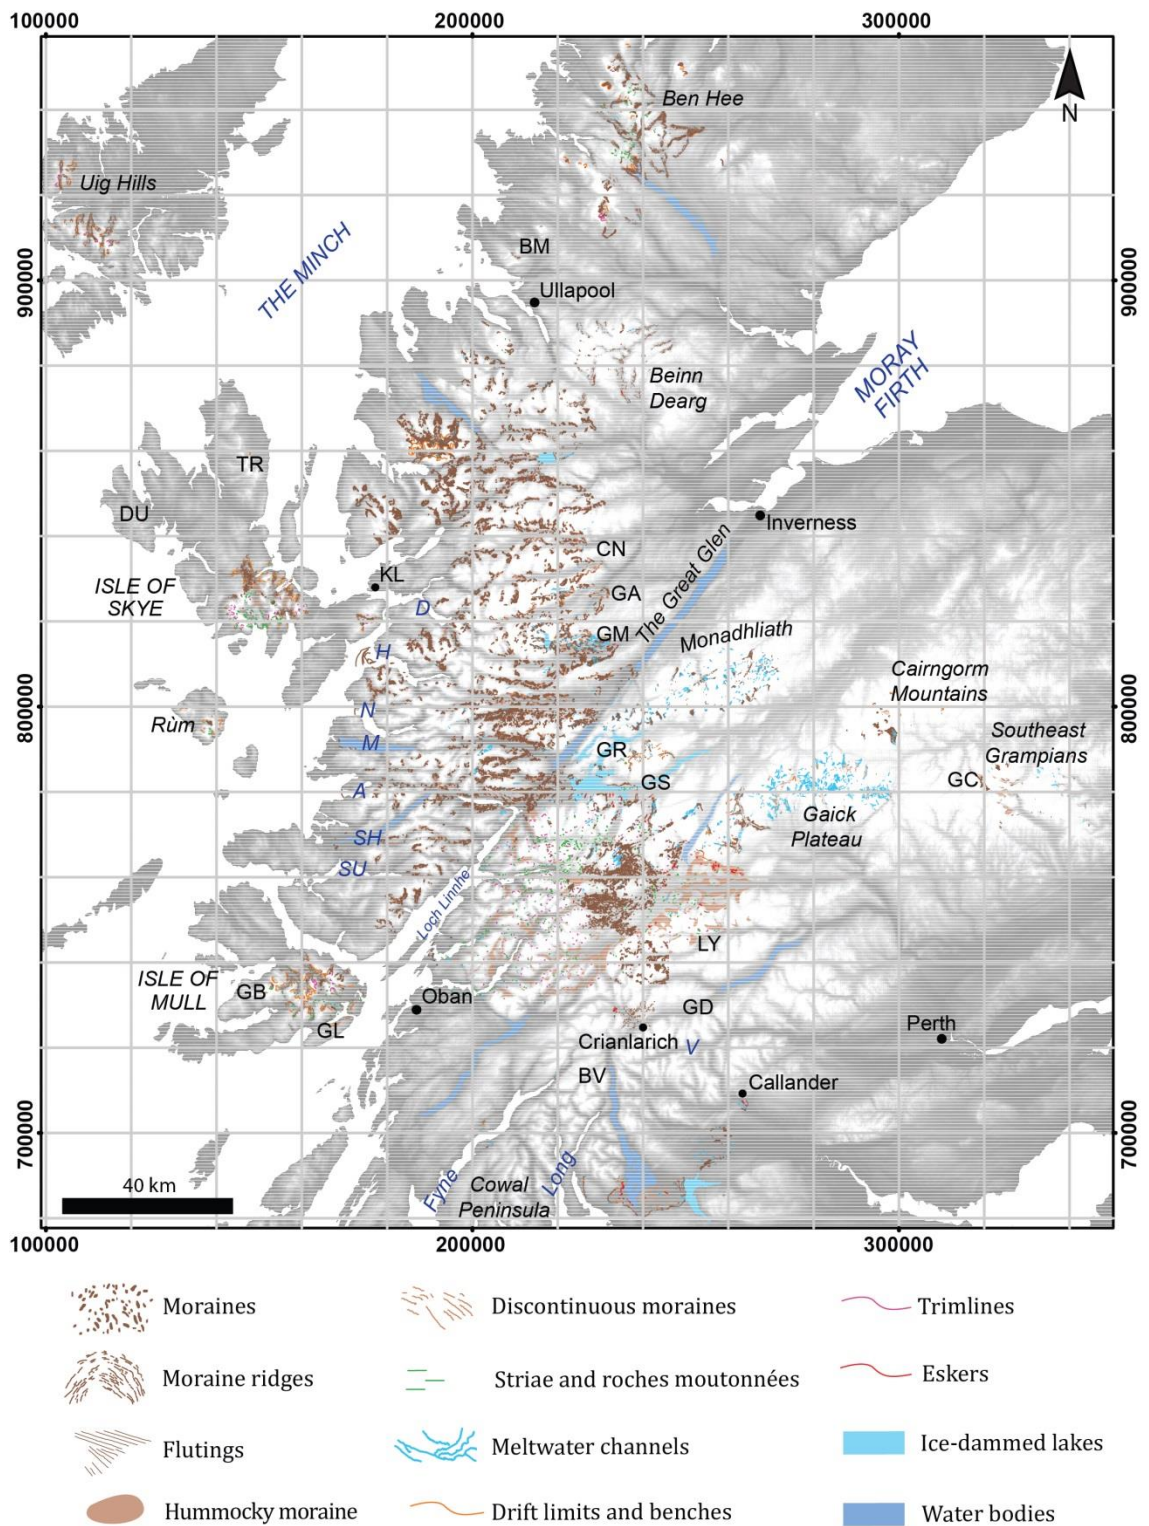 100000
200000
300000
Ben Hee
N
Uig Hills
BM
THE MINCH
900000
900000
Ullapool
MORAY
FIRTH
Beinn
Dearg
TR
DU
Inverness
CN
The Great Glen
KL
ISLE OF
SKYE
D
GA
GM
Monadhliath
H
Cairngorm
Mountains
800000
800000
N
Rùm
Southeast
Grampians
M
GR
GS
GC
A
Gaick
Plateau
SH
SU
Loch Linnhe
LY
ISLE OF
MULL
GB
Oban
GD
GL
Perth
Crianlarich
V
BV
Callander
700000
700000
Fyne
Long
Cowal
Peninsula
40 km
100000
200000
300000
Moraines
Discontinuous moraines
Trimlines
Moraine ridges
Striae and roches moutonnées
Eskers
Flutings
Meltwater channels
Ice-dammed lakes
Hummocky moraine
Drift limits and benches
Water bodies